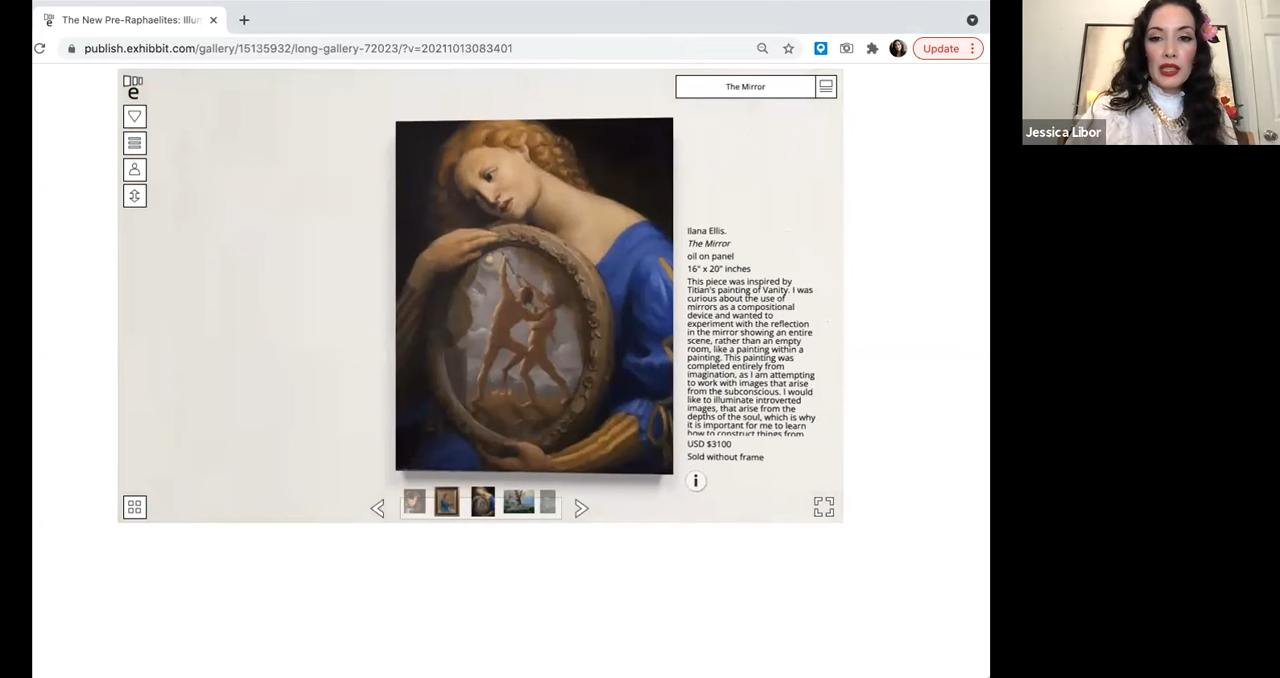 The New Pre-Raphaelites: Illun
publish.exhibbit.com/gallery/15135932/long-gallery-72023/?v=20211013083401
Update
Jessica Libor
e
The Mirror
Ilana Ellis.
The Mirror
oil on panel
16" x 20" inches
This piece was inspired by
Titian's painting of Vanity. I was
curious about the use of
mirrors as a compositional
device and wanted to
experiment with the reflection
in the mirror showing an entire
scene, rather than an empty
room, like a painting within a
painting. This painting was
completed entirely from
imagination, as I am attempting
to work with images that arise
from the subconscious. I would
like to illuminate introverted
images, that arise from the
depths of the soul, which is why
it is important for me to learn
how to construct things from
USD $3100
Sold without frame
i